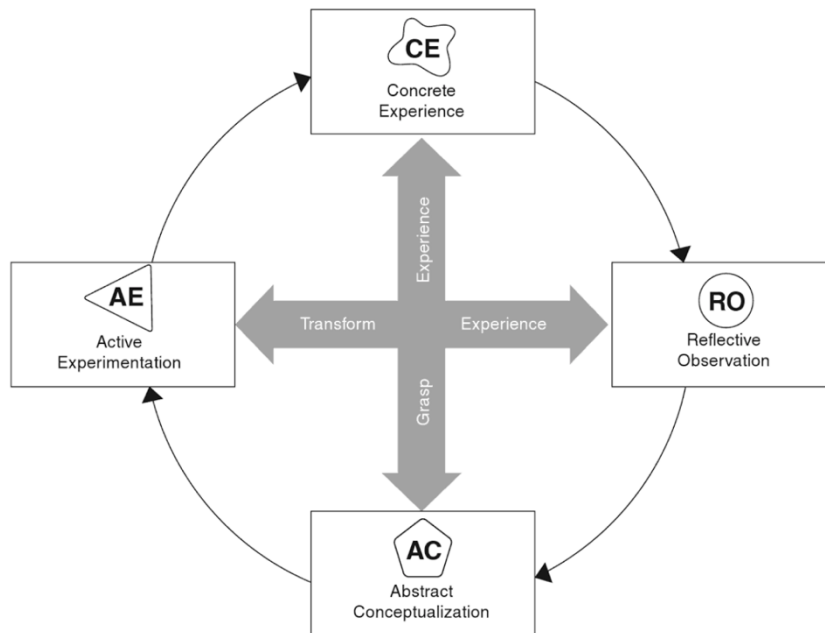 CE
Concrete
Experience
Experience
AE
Active
Experimentation
Transform
Experience
RO
Reflective
Observation
Grasp
AC
Abstract
Conceptualization